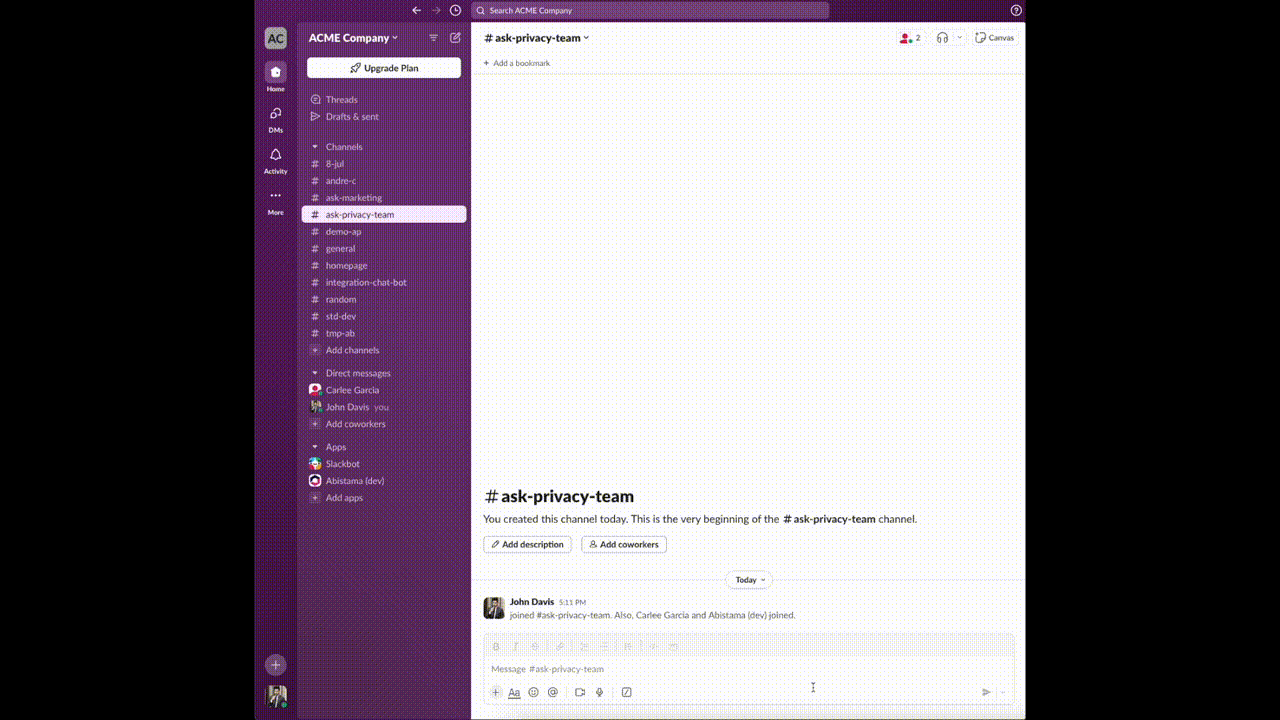 Search ACME Company
AC
Home
DMs
Activity
More
ACME Company
Upgrade Plan
Threads
Drafts & sent
Channels
# 8-jul
# andre-c
# ask-marketing
# ask-privacy-team
# demo-ap
# general
# homepage
# integration-chat-bot
# random
# std-dev
# tmp-ab
+ Add channels
Direct messages
Carlee Garcia
John Davis you
+ Add coworkers
Apps
Slackbot
Abistama (dev)
+ Add apps
# ask-privacy-team
2
Canvas
+ Add a bookmark
# ask-privacy-team
You created this channel today. This is the very beginning of the # ask-privacy-team channel.
Add description
Add coworkers
Today
John Davis 5:11 PM
joined #ask-privacy-team. Also, Carlee Garcia and Abistama (dev) joined.
B I S
Message #ask-privacy-team
+ Aa @